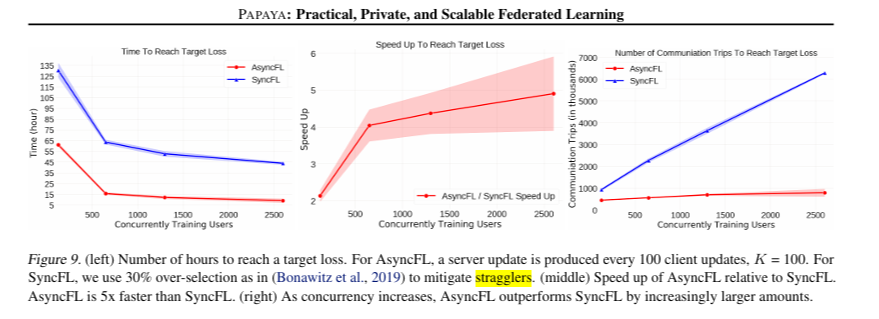 PAPAYA: Practical, Private, and Scalable Federated Learning
Time To Reach Target Loss
135
125
115
105
95
85
75
65
55
45
35
25
15
5
Time (hour)
AsyncFL
SyncFL
500 1000 1500 2000 2500
Concurrently Training Users
Speed Up To Reach Target Loss
6
5
4
3
2
Speed Up
AsyncFL / SyncFL Speed Up
500 1000 1500 2000 2500
Concurrently Training Users
Number of Communiation Trips To Reach Target Loss
7000
6000
5000
4000
3000
2000
1000
0
Communiation Trips (in thousands)
AsyncFL
SyncFL
500 1000 1500 2000 2500
Concurrently Training Users
Figure 9. (left) Number of hours to reach a target loss. For AsyncFL, a server update is produced every 100 client updates, K = 100. For
SyncFL, we use 30% over-selection as in (Bonawitz et al., 2019) to mitigate stragglers. (middle) Speed up of AsyncFL relative to SyncFL.
AsyncFL is 5x faster than SyncFL. (right) As concurrency increases, AsyncFL outperforms SyncFL by increasingly larger amounts.